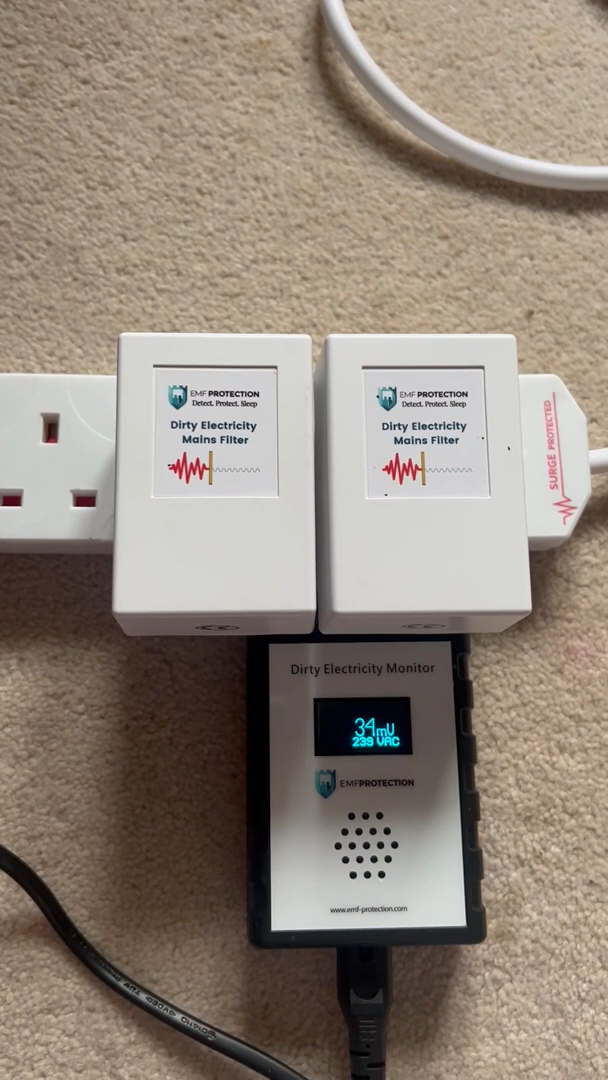 EMF PROTECTION
Detect. Protect. Sleep
Dirty Electricity
Mains Filter
EMF PROTECTION
Detect. Protect. Sleep
Dirty Electricity
Mains Filter
SURGE PROTECTED
Dirty Electricity Monitor
34mV
239 VAC
EMFPROTECTION
www.emf-protection.com